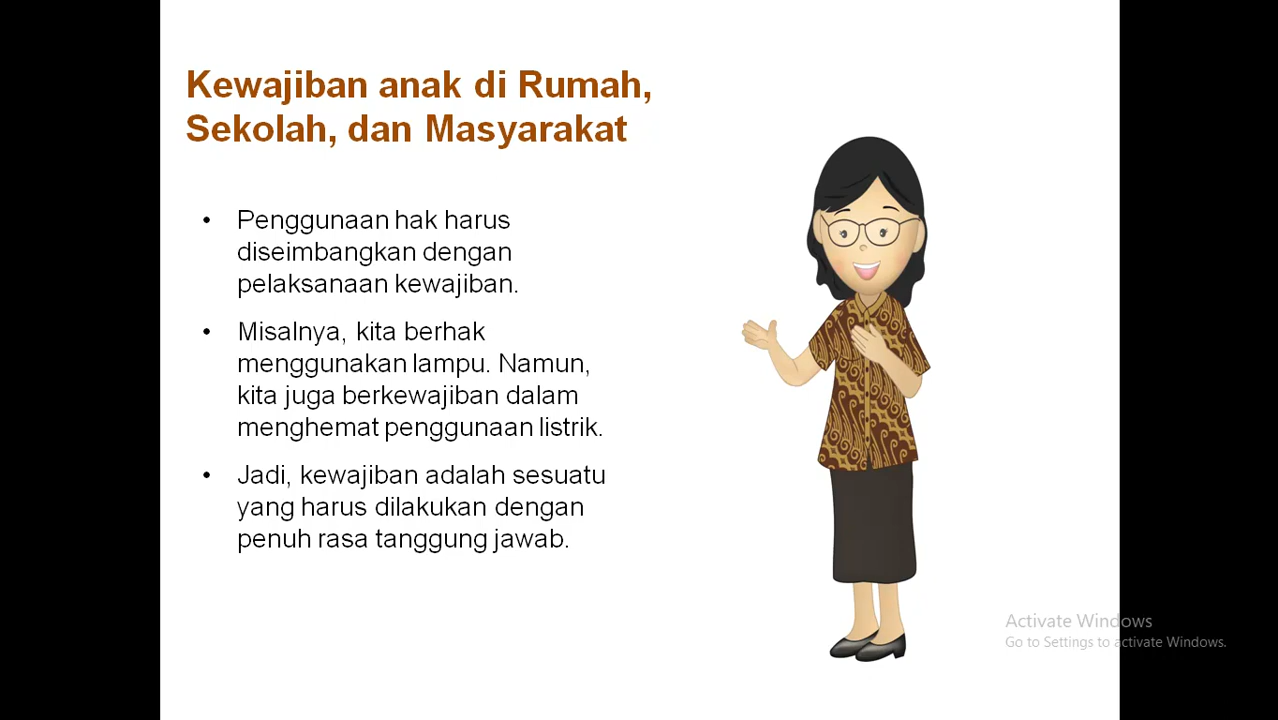 Kewajiban anak di Rumah,
Sekolah, dan Masyarakat
• Penggunaan hak harus
diseimbangkan dengan
pelaksanaan kewajiban.
• Misalnya, kita berhak
menggunakan lampu. Namun,
kita juga berkewajiban dalam
menghemat penggunaan listrik.
• Jadi, kewajiban adalah sesuatu
yang harus dilakukan dengan
penuh rasa tanggung jawab.
Activate Windows
Go to Settings to activate Windows.